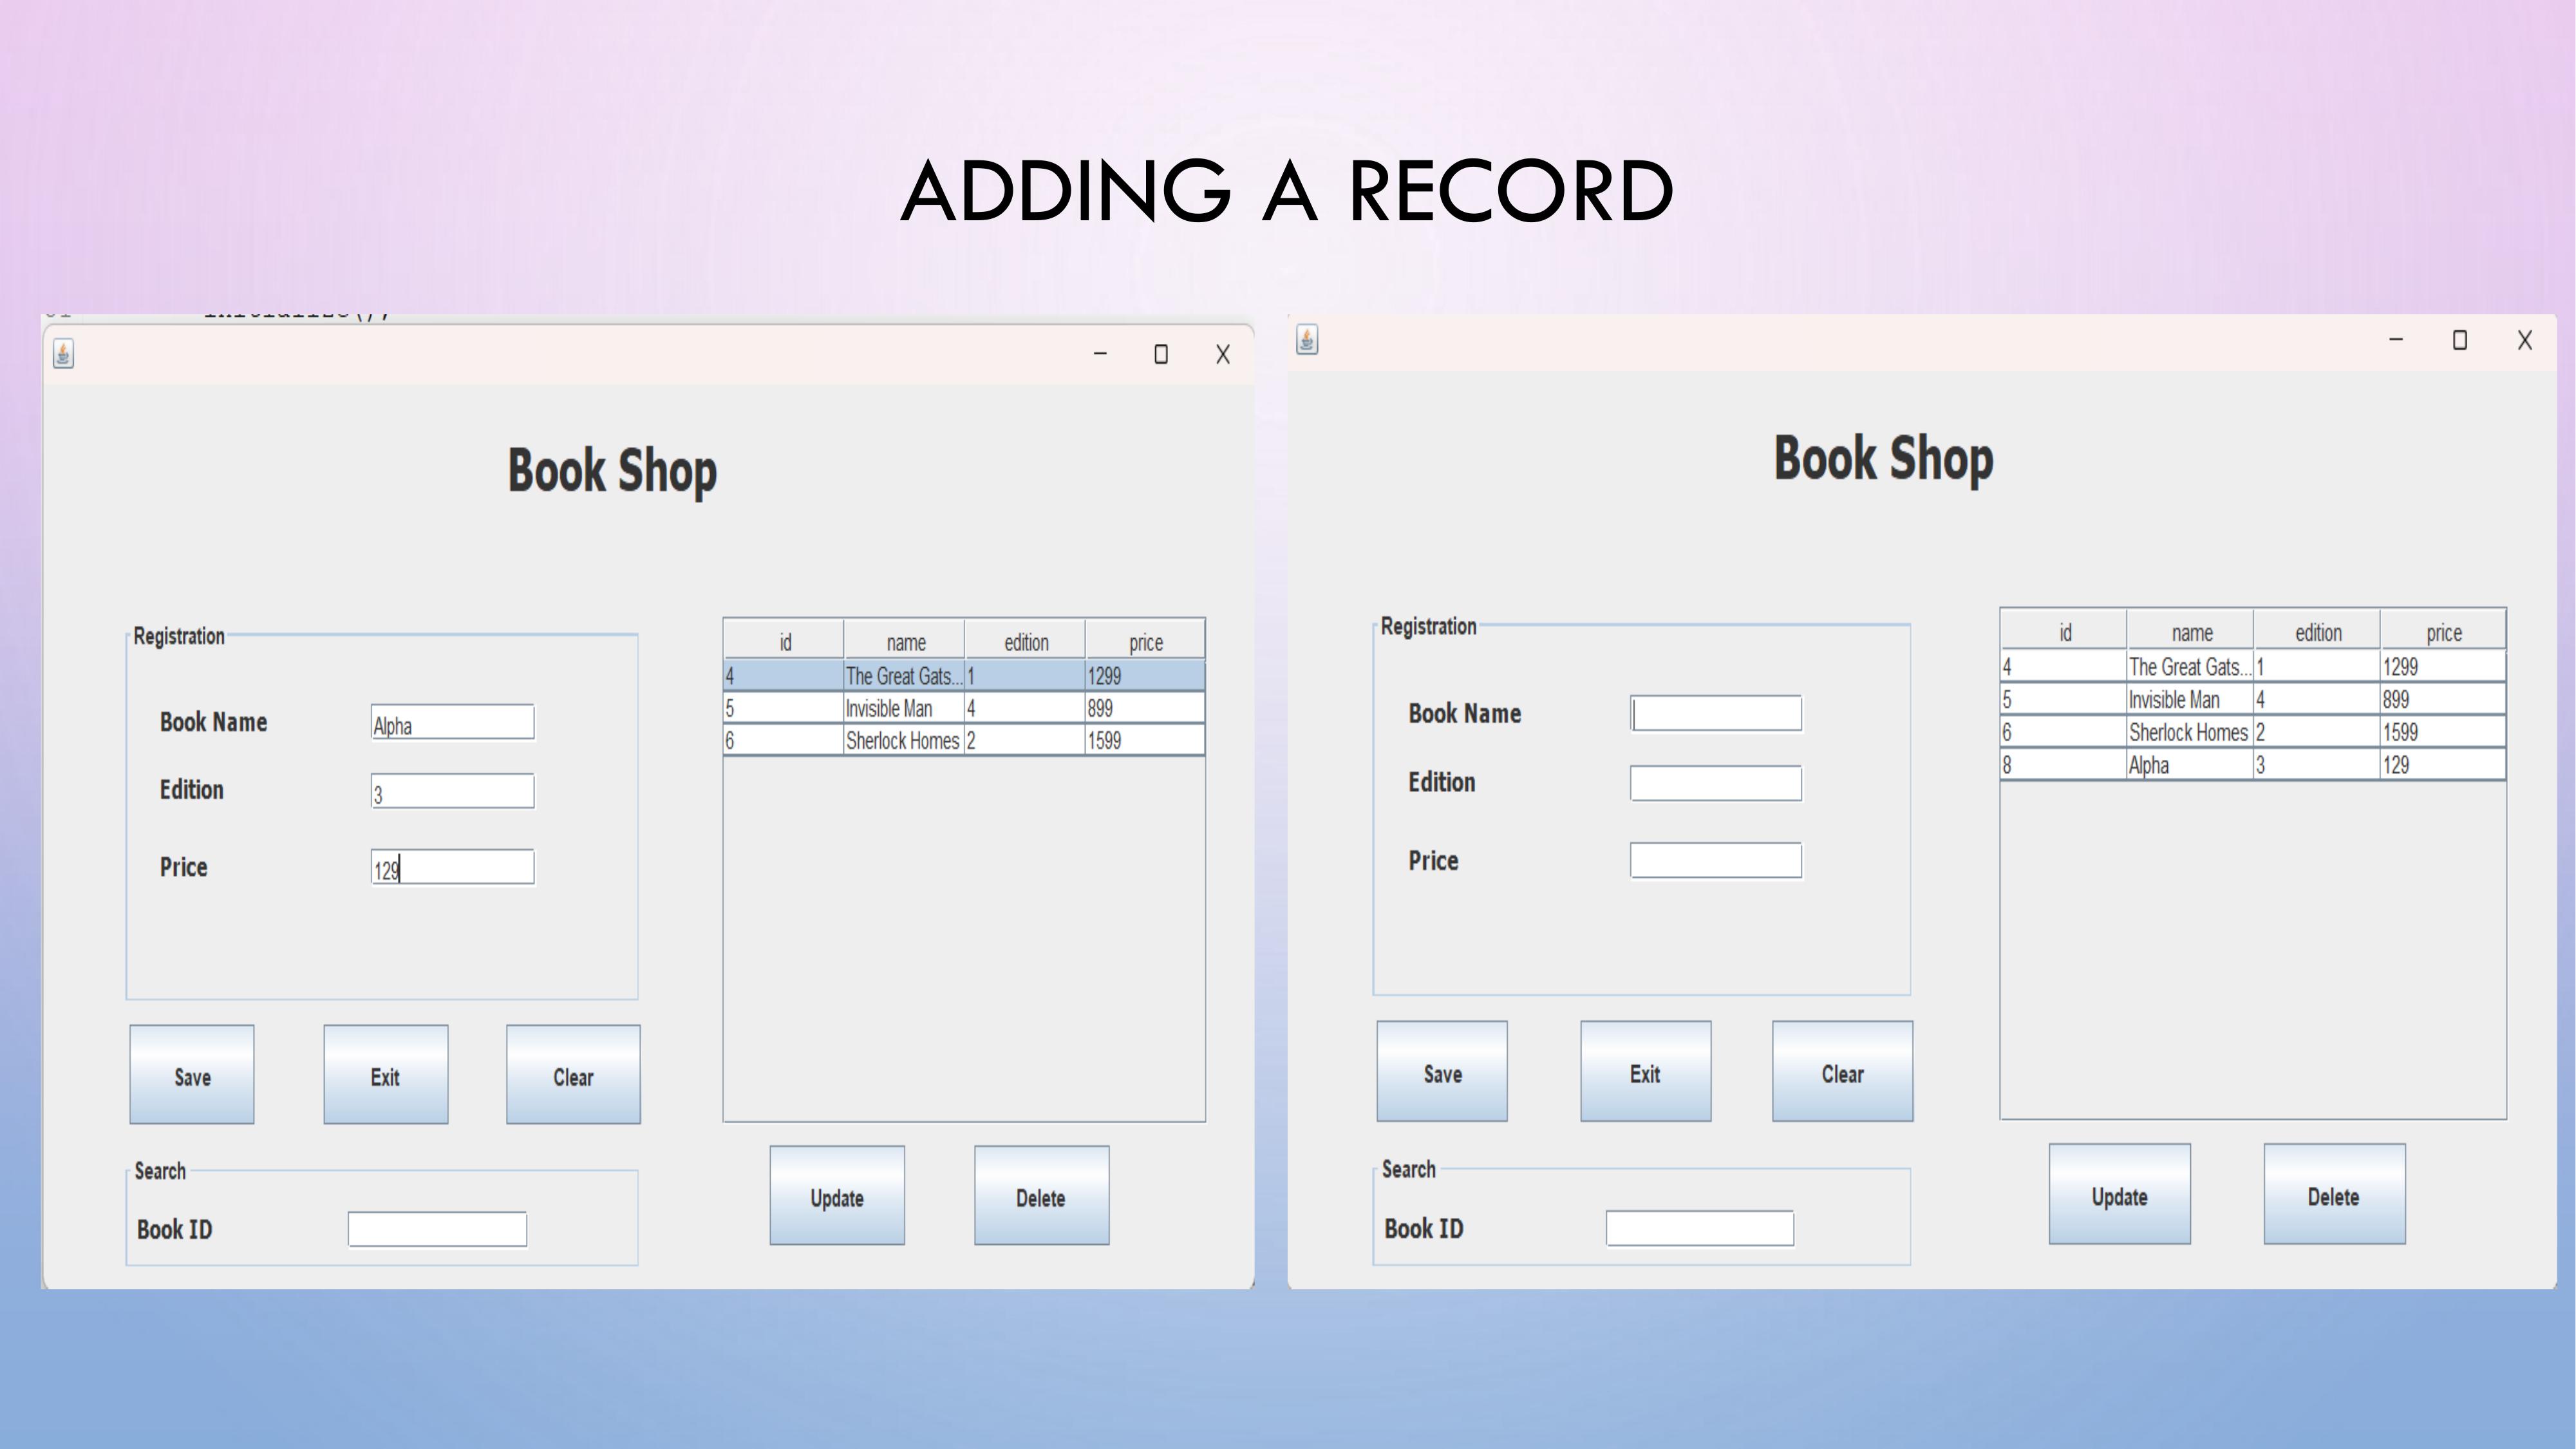 ADDING A RECORD
Book Shop
Registration
Book Name Alpha
Edition 3
Price 129
Save Exit Clear
Search
Book ID
id name edition price
4 The Great Gats... 1 1299
5 Invisible Man 4 899
6 Sherlock Homes 2 1599
Update Delete
Book Shop
Registration
Book Name
Edition
Price
Save Exit Clear
Search
Book ID
id name edition price
4 The Great Gats... 1 1299
5 Invisible Man 4 899
6 Sherlock Homes 2 1599
8 Alpha 3 129
Update Delete